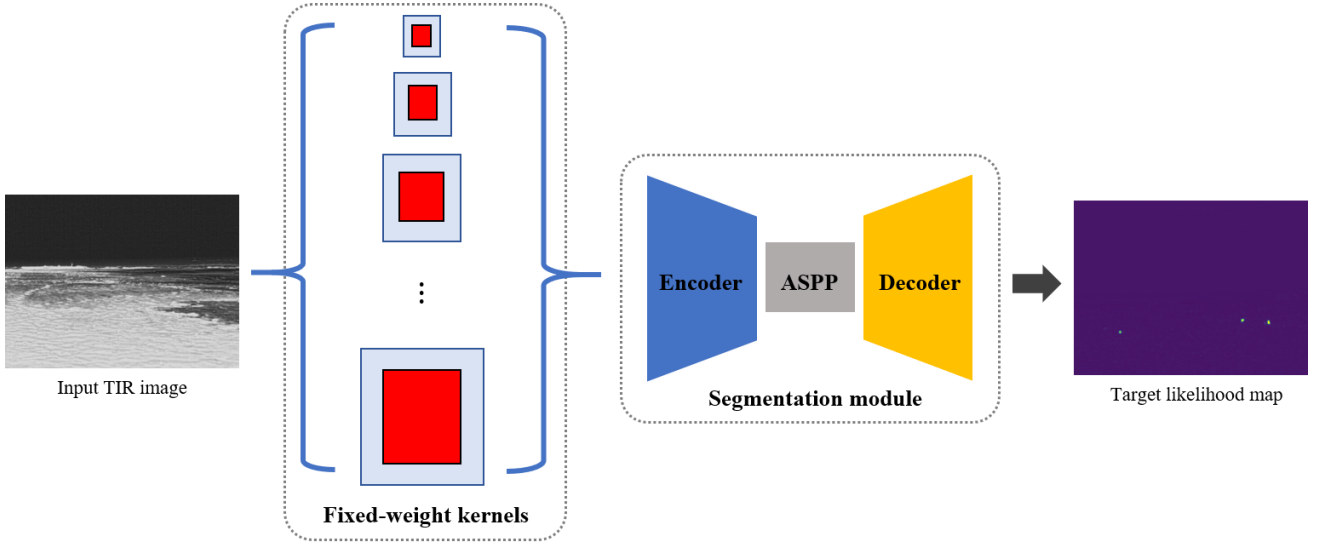 Input TIR image
⋮
Fixed-weight kernels
Encoder
ASPP
Decoder
Segmentation module
Target likelihood map